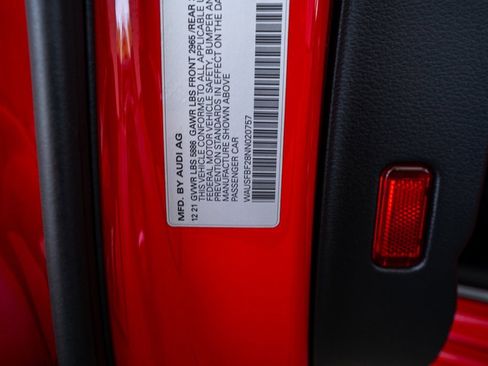 MFD. BY AUDI AG
12.21 GVWR LBS 5886 GAWR LBS FRONT 2965 /REAR
THIS VEHICLE CONFORMS TO ALL APPLICABLE U
FEDERAL MOTOR VEHICLE SAFETY, BUMPER AN
PREVENTION STANDARDS IN EFFECT ON THE DA
MANUFACTURE SHOWN ABOVE
PASSENGER CAR
WAUSFBF28NN020757